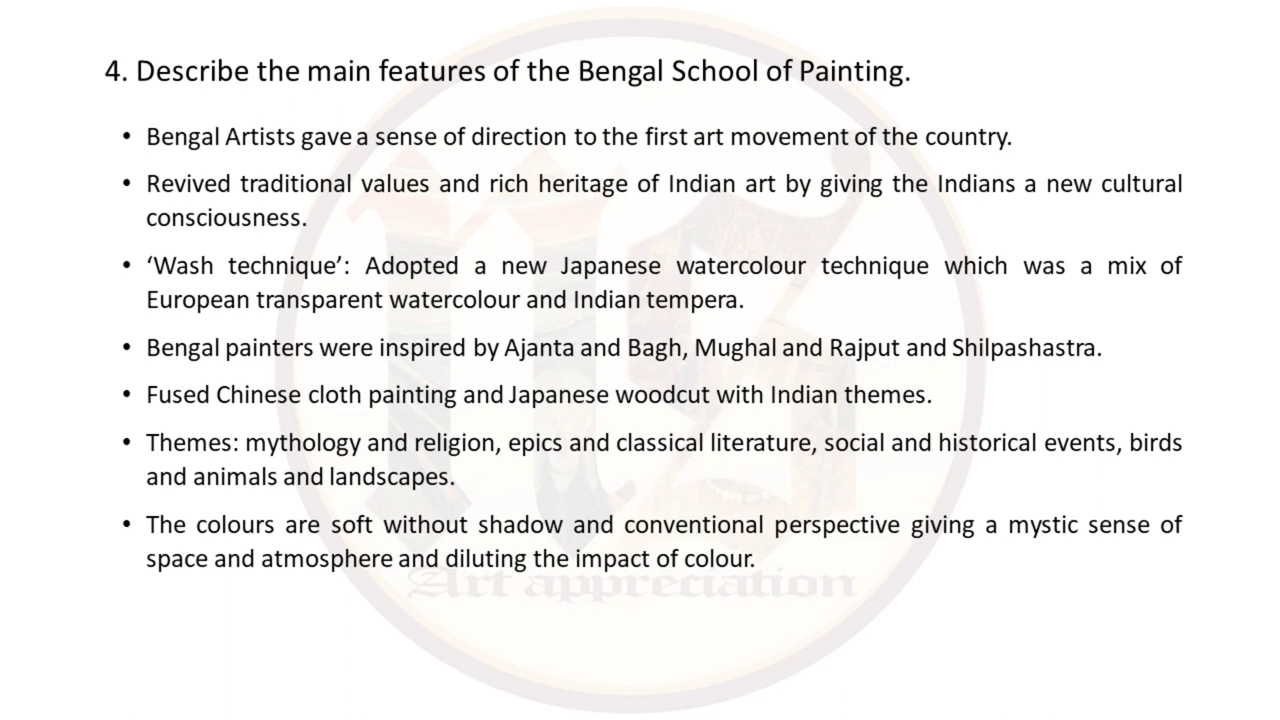 4. Describe the main features of the Bengal School of Painting.
• Bengal Artists gave a sense of direction to the first art movement of the country.
• Revived traditional values and rich heritage of Indian art by giving the Indians a new cultural
consciousness.
• ‘Wash technique’: Adopted a new Japanese watercolour technique which was a mix of
European transparent watercolour and Indian tempera.
• Bengal painters were inspired by Ajanta and Bagh, Mughal and Rajput and Shilpashastra.
• Fused Chinese cloth painting and Japanese woodcut with Indian themes.
• Themes: mythology and religion, epics and classical literature, social and historical events, birds
and animals and landscapes.
• The colours are soft without shadow and conventional perspective giving a mystic sense of
space and atmosphere and diluting the impact of colour.
Art appreciation